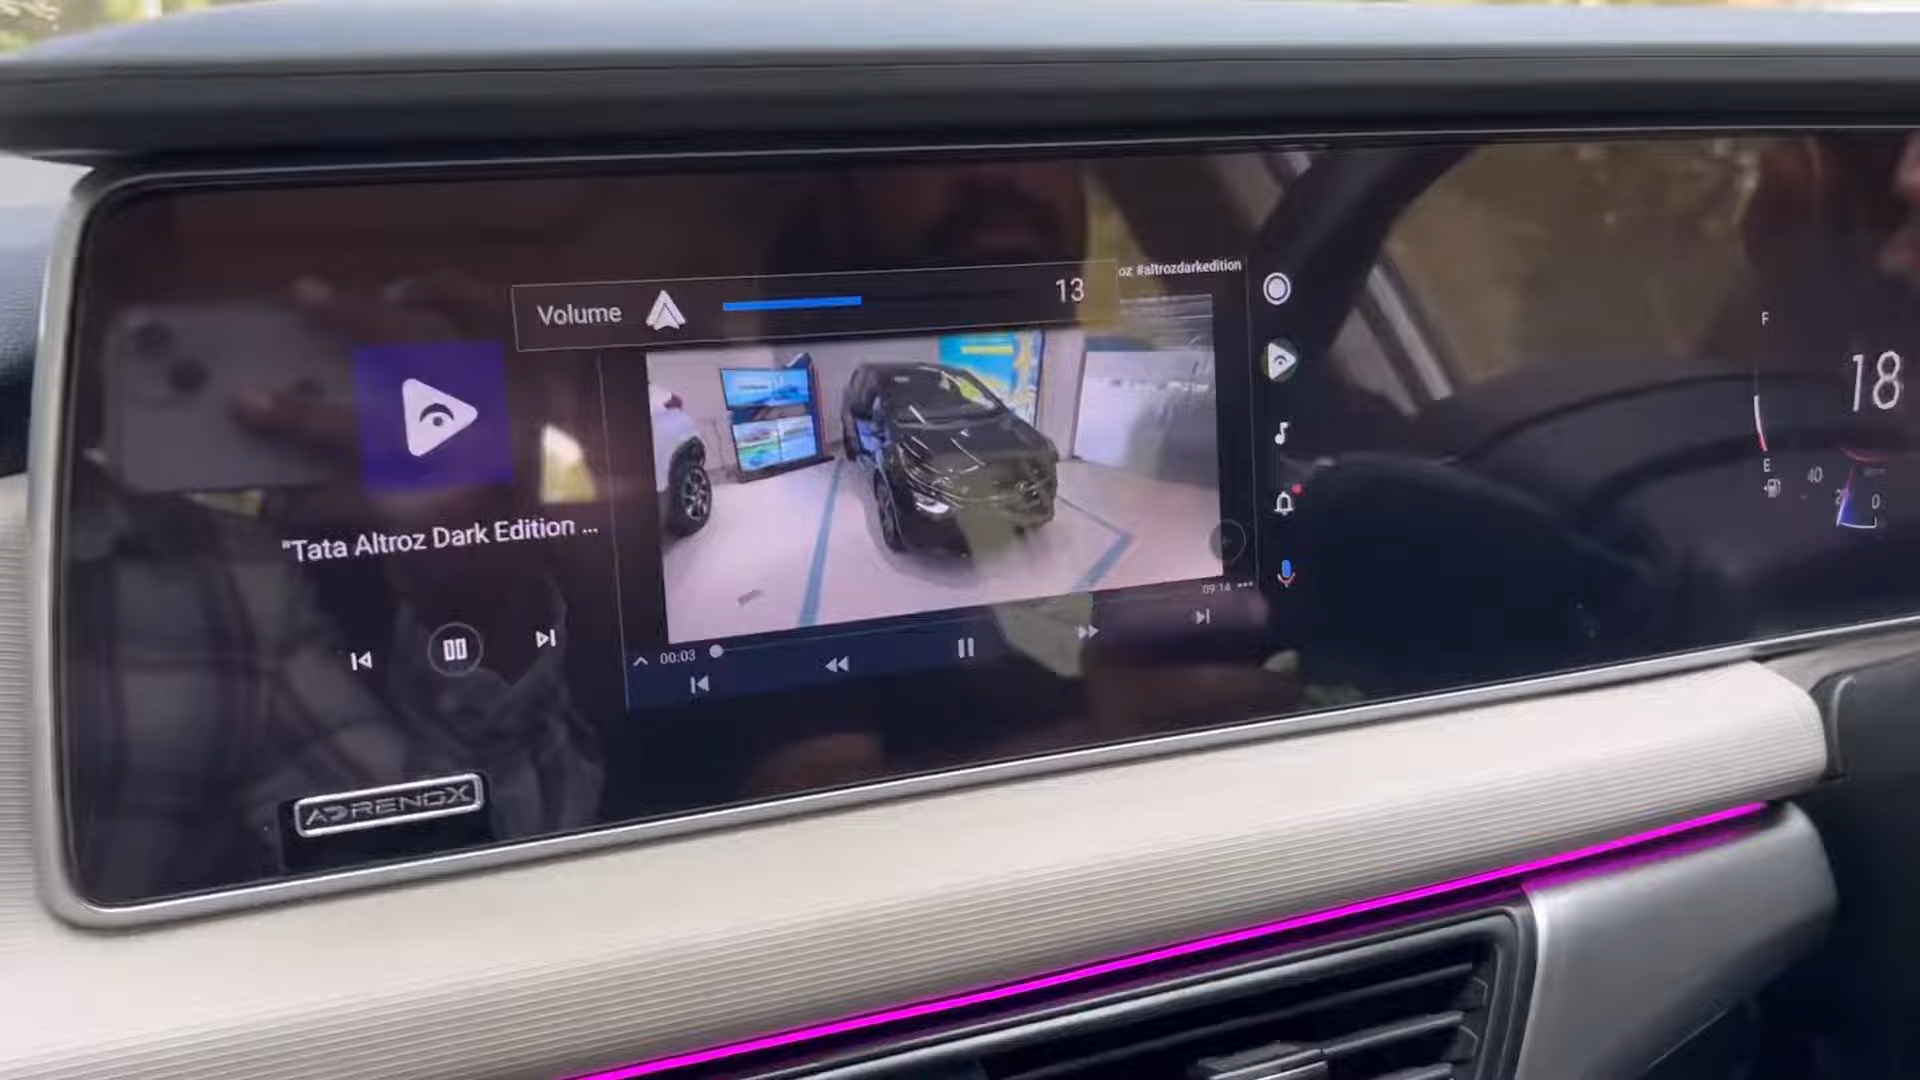 oz #altrozdarkedition
Volume 13
"Tata Altroz Dark Edition ...
00:03
09:14
ADRENOX
F
18
E
40
0